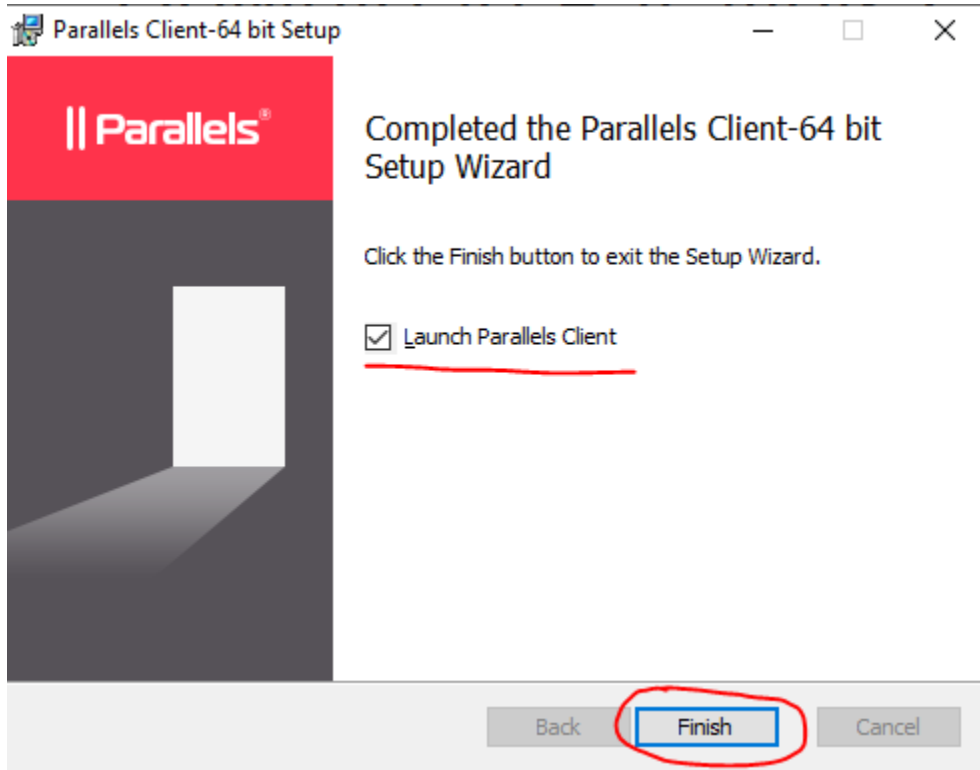 Parallels Client-64 bit Setup
Parallels®
Completed the Parallels Client-64 bit
Setup Wizard
Click the Finish button to exit the Setup Wizard.
Launch Parallels Client
Back
Finish
Cancel